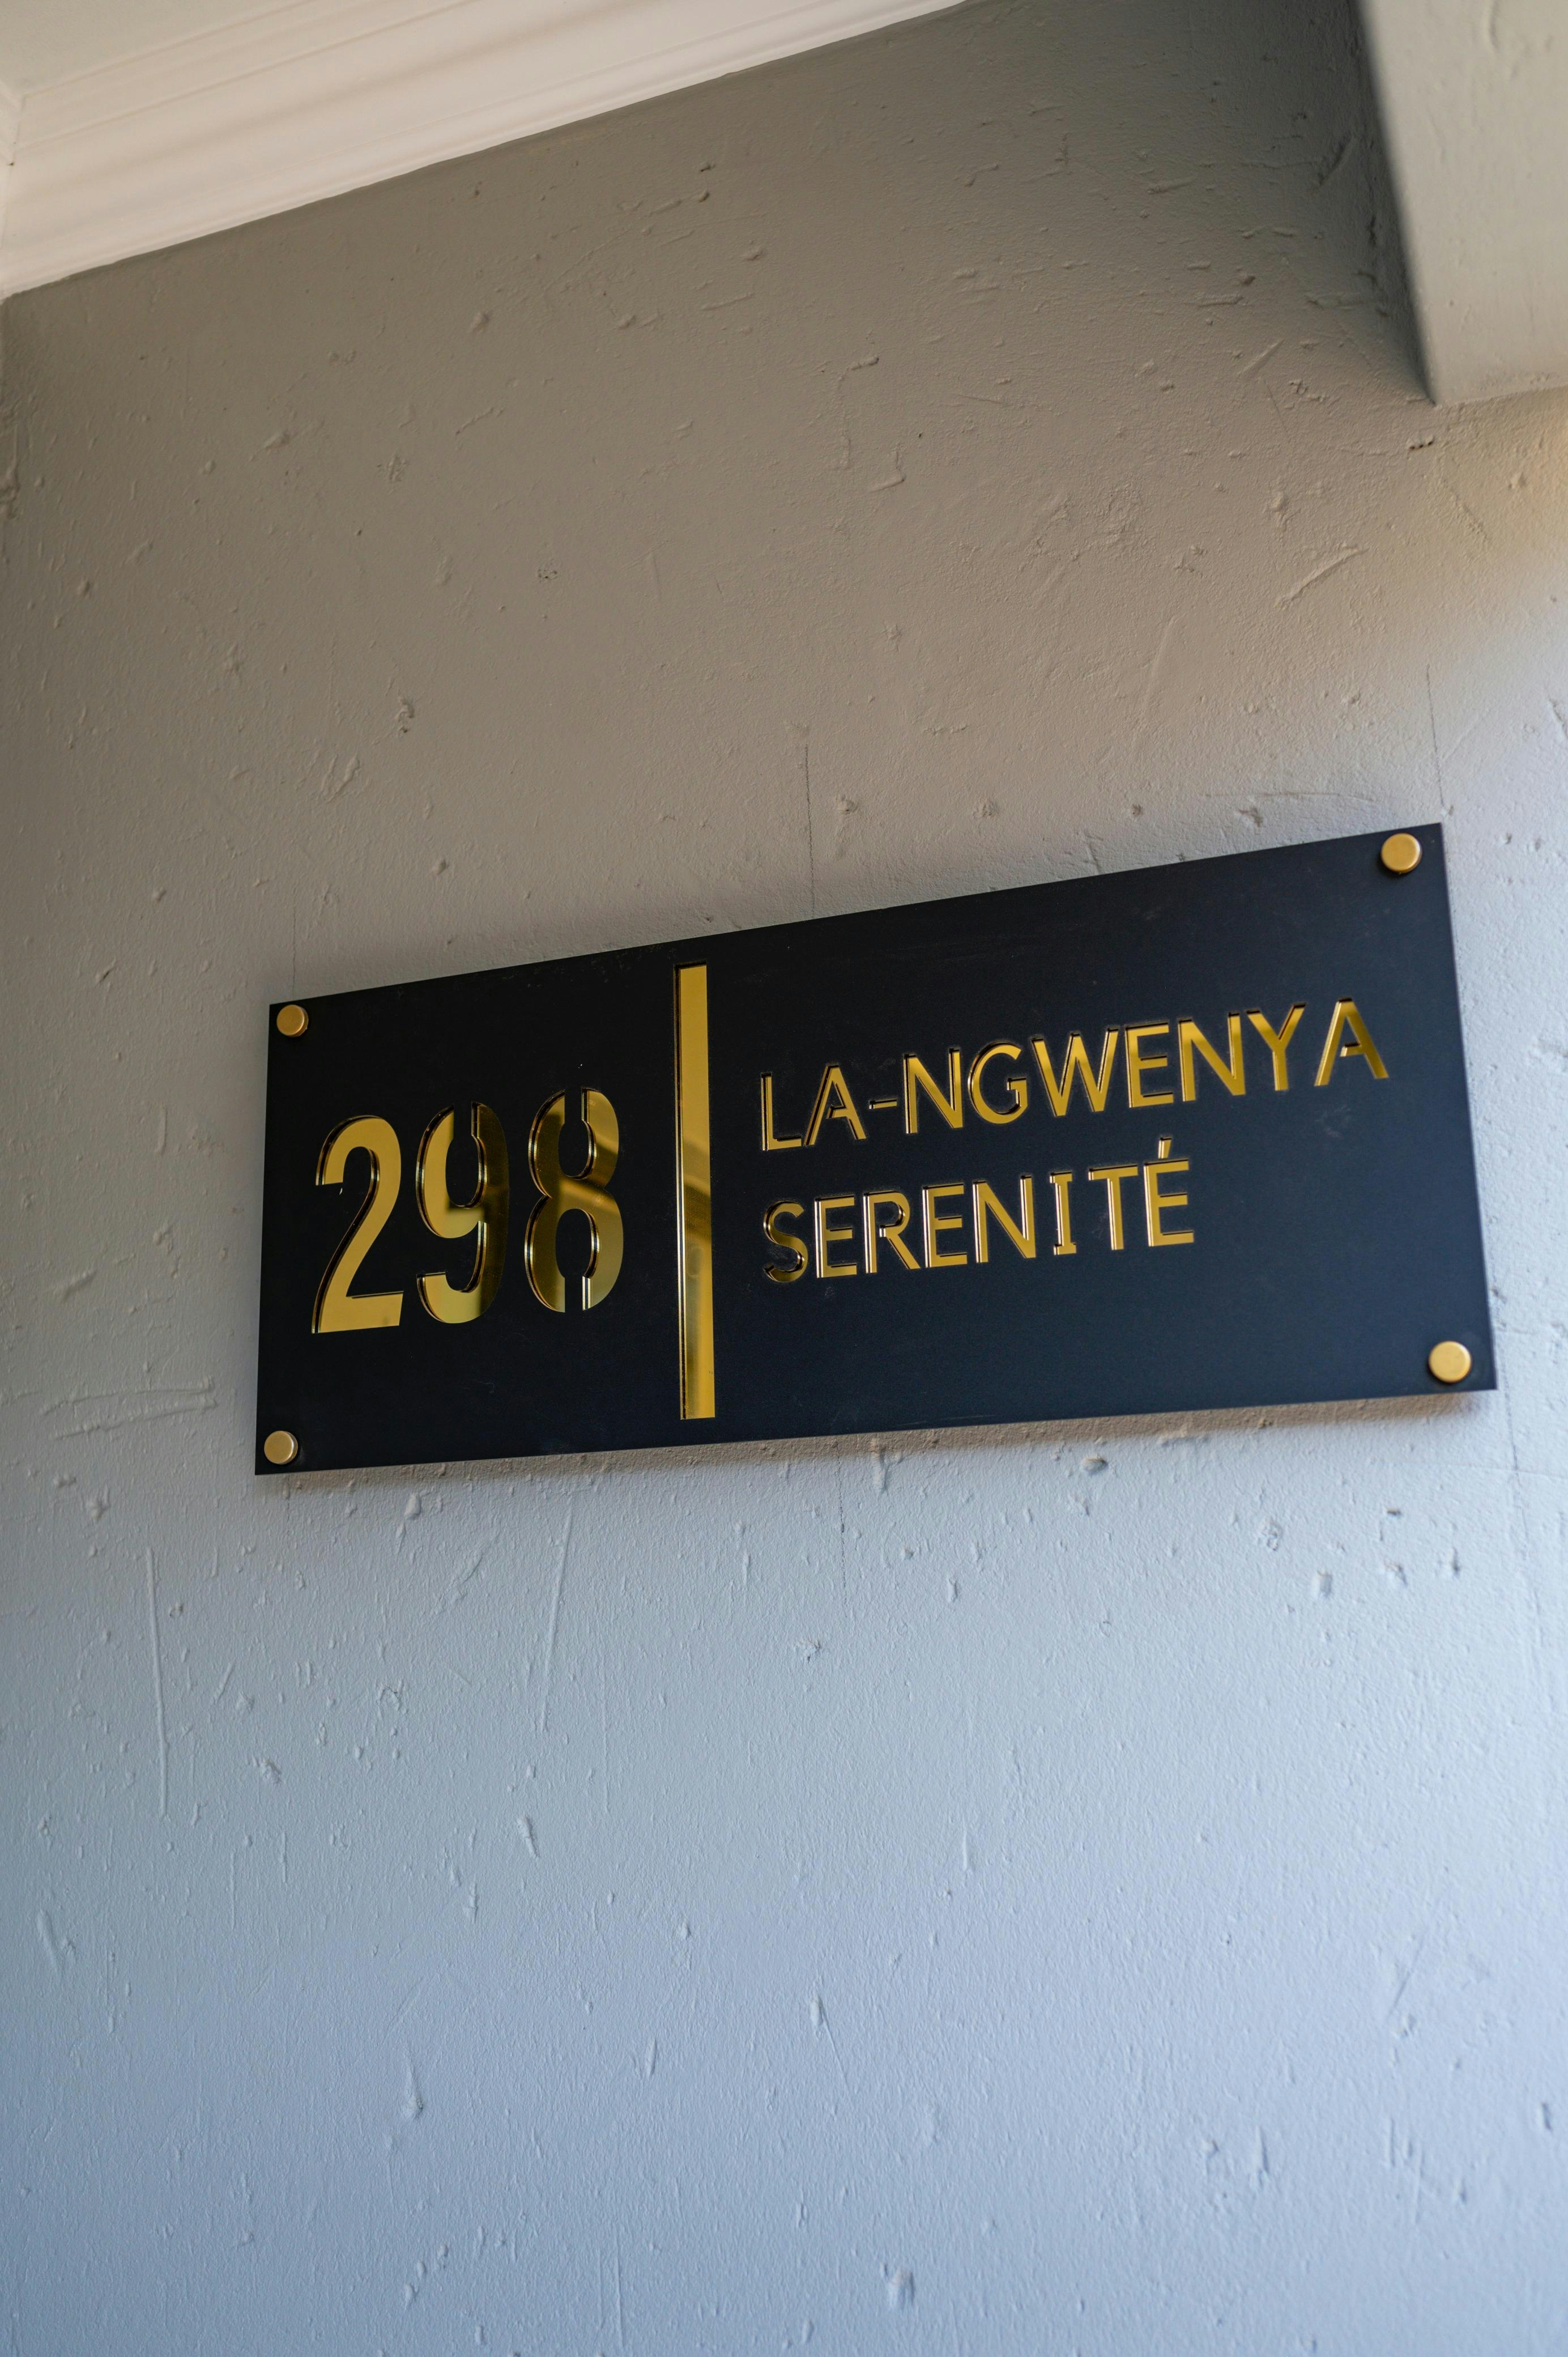 298
LA-NGWENYA
SERENITÉ